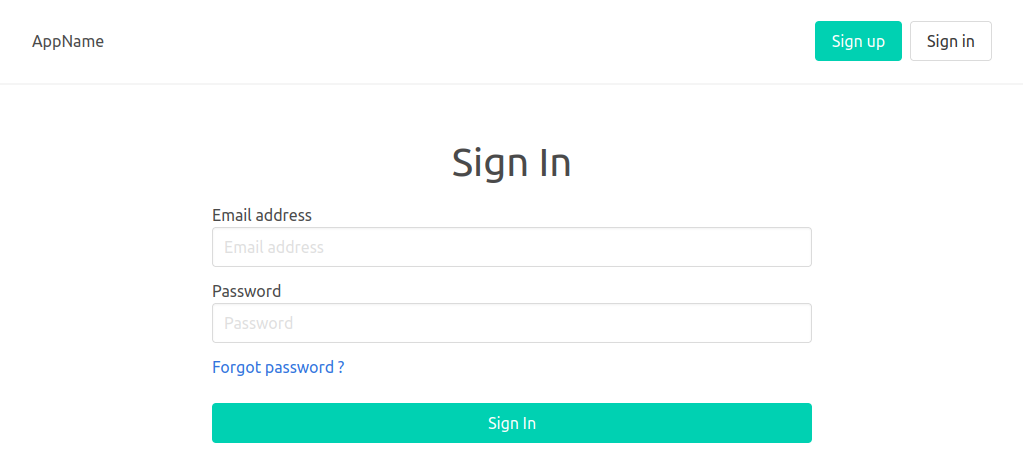 AppName
Sign up
Sign in
Sign In
Email address
Email address
Password
Password
Forgot password ?
Sign In